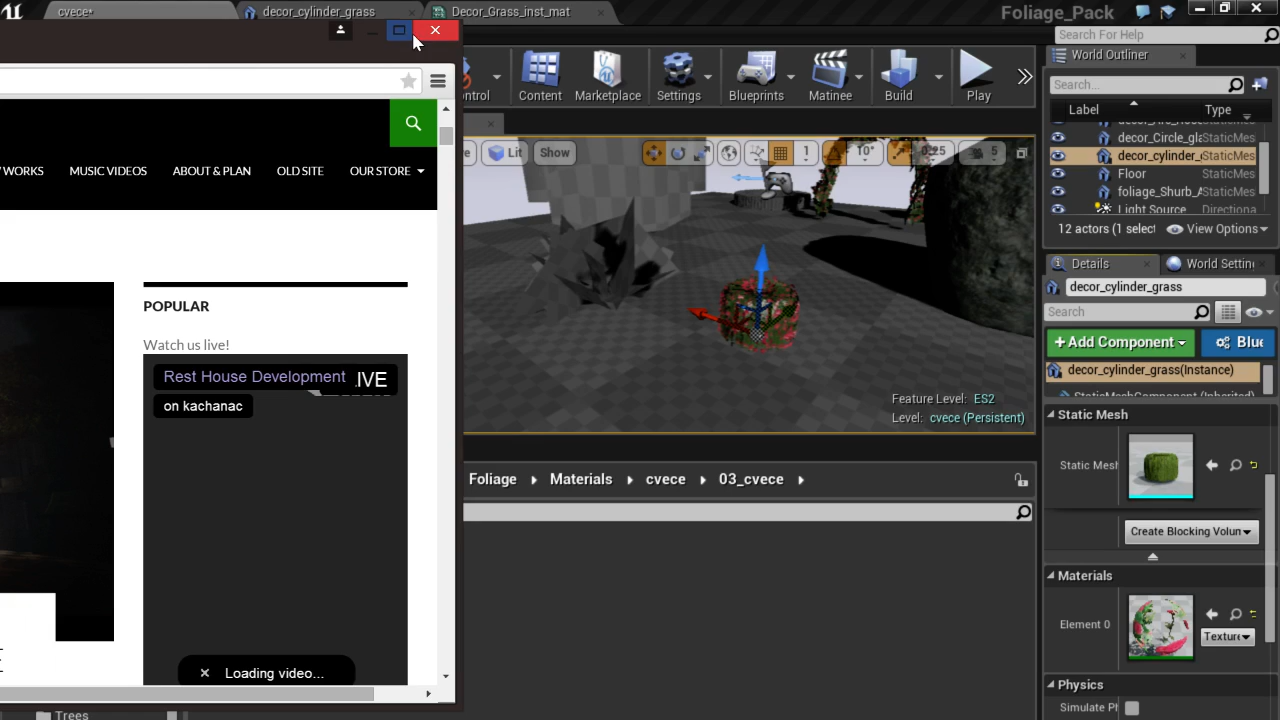 cvece*
decor_cylinder_grass
Decor_Grass_inst_mat
Foliage_Pack
Search For Help
Content
Marketplace
Settings
Blueprints
Matinee
Build
Play
World Outliner
Search...
Label
Type
decor_Circle_gla StaticMes
decor_cylinder_ StaticMes
Floor StaticMes
foliage_Shurb_A StaticMes
Light Source Directiona
12 actors (1 select
View Options
WORKS
MUSIC VIDEOS
ABOUT & PLAN
OLD SITE
OUR STORE
Lit
Show
1
10°
0.25
5
Feature Level: ES2
Level: cvece (Persistent)
Details
World Settin
decor_cylinder_grass
Search
+ Add Component
Blue
decor_cylinder_grass(Instance)
StaticMeshComponent (Inherited)
Static Mesh
Static Mesh
Create Blocking Volum
Materials
Element 0
Texture
Physics
Simulate Ph
POPULAR
Watch us live!
Rest House Development
on kachanac
Loading video...
Foliage
Materials
cvece
03_cvece
Trees